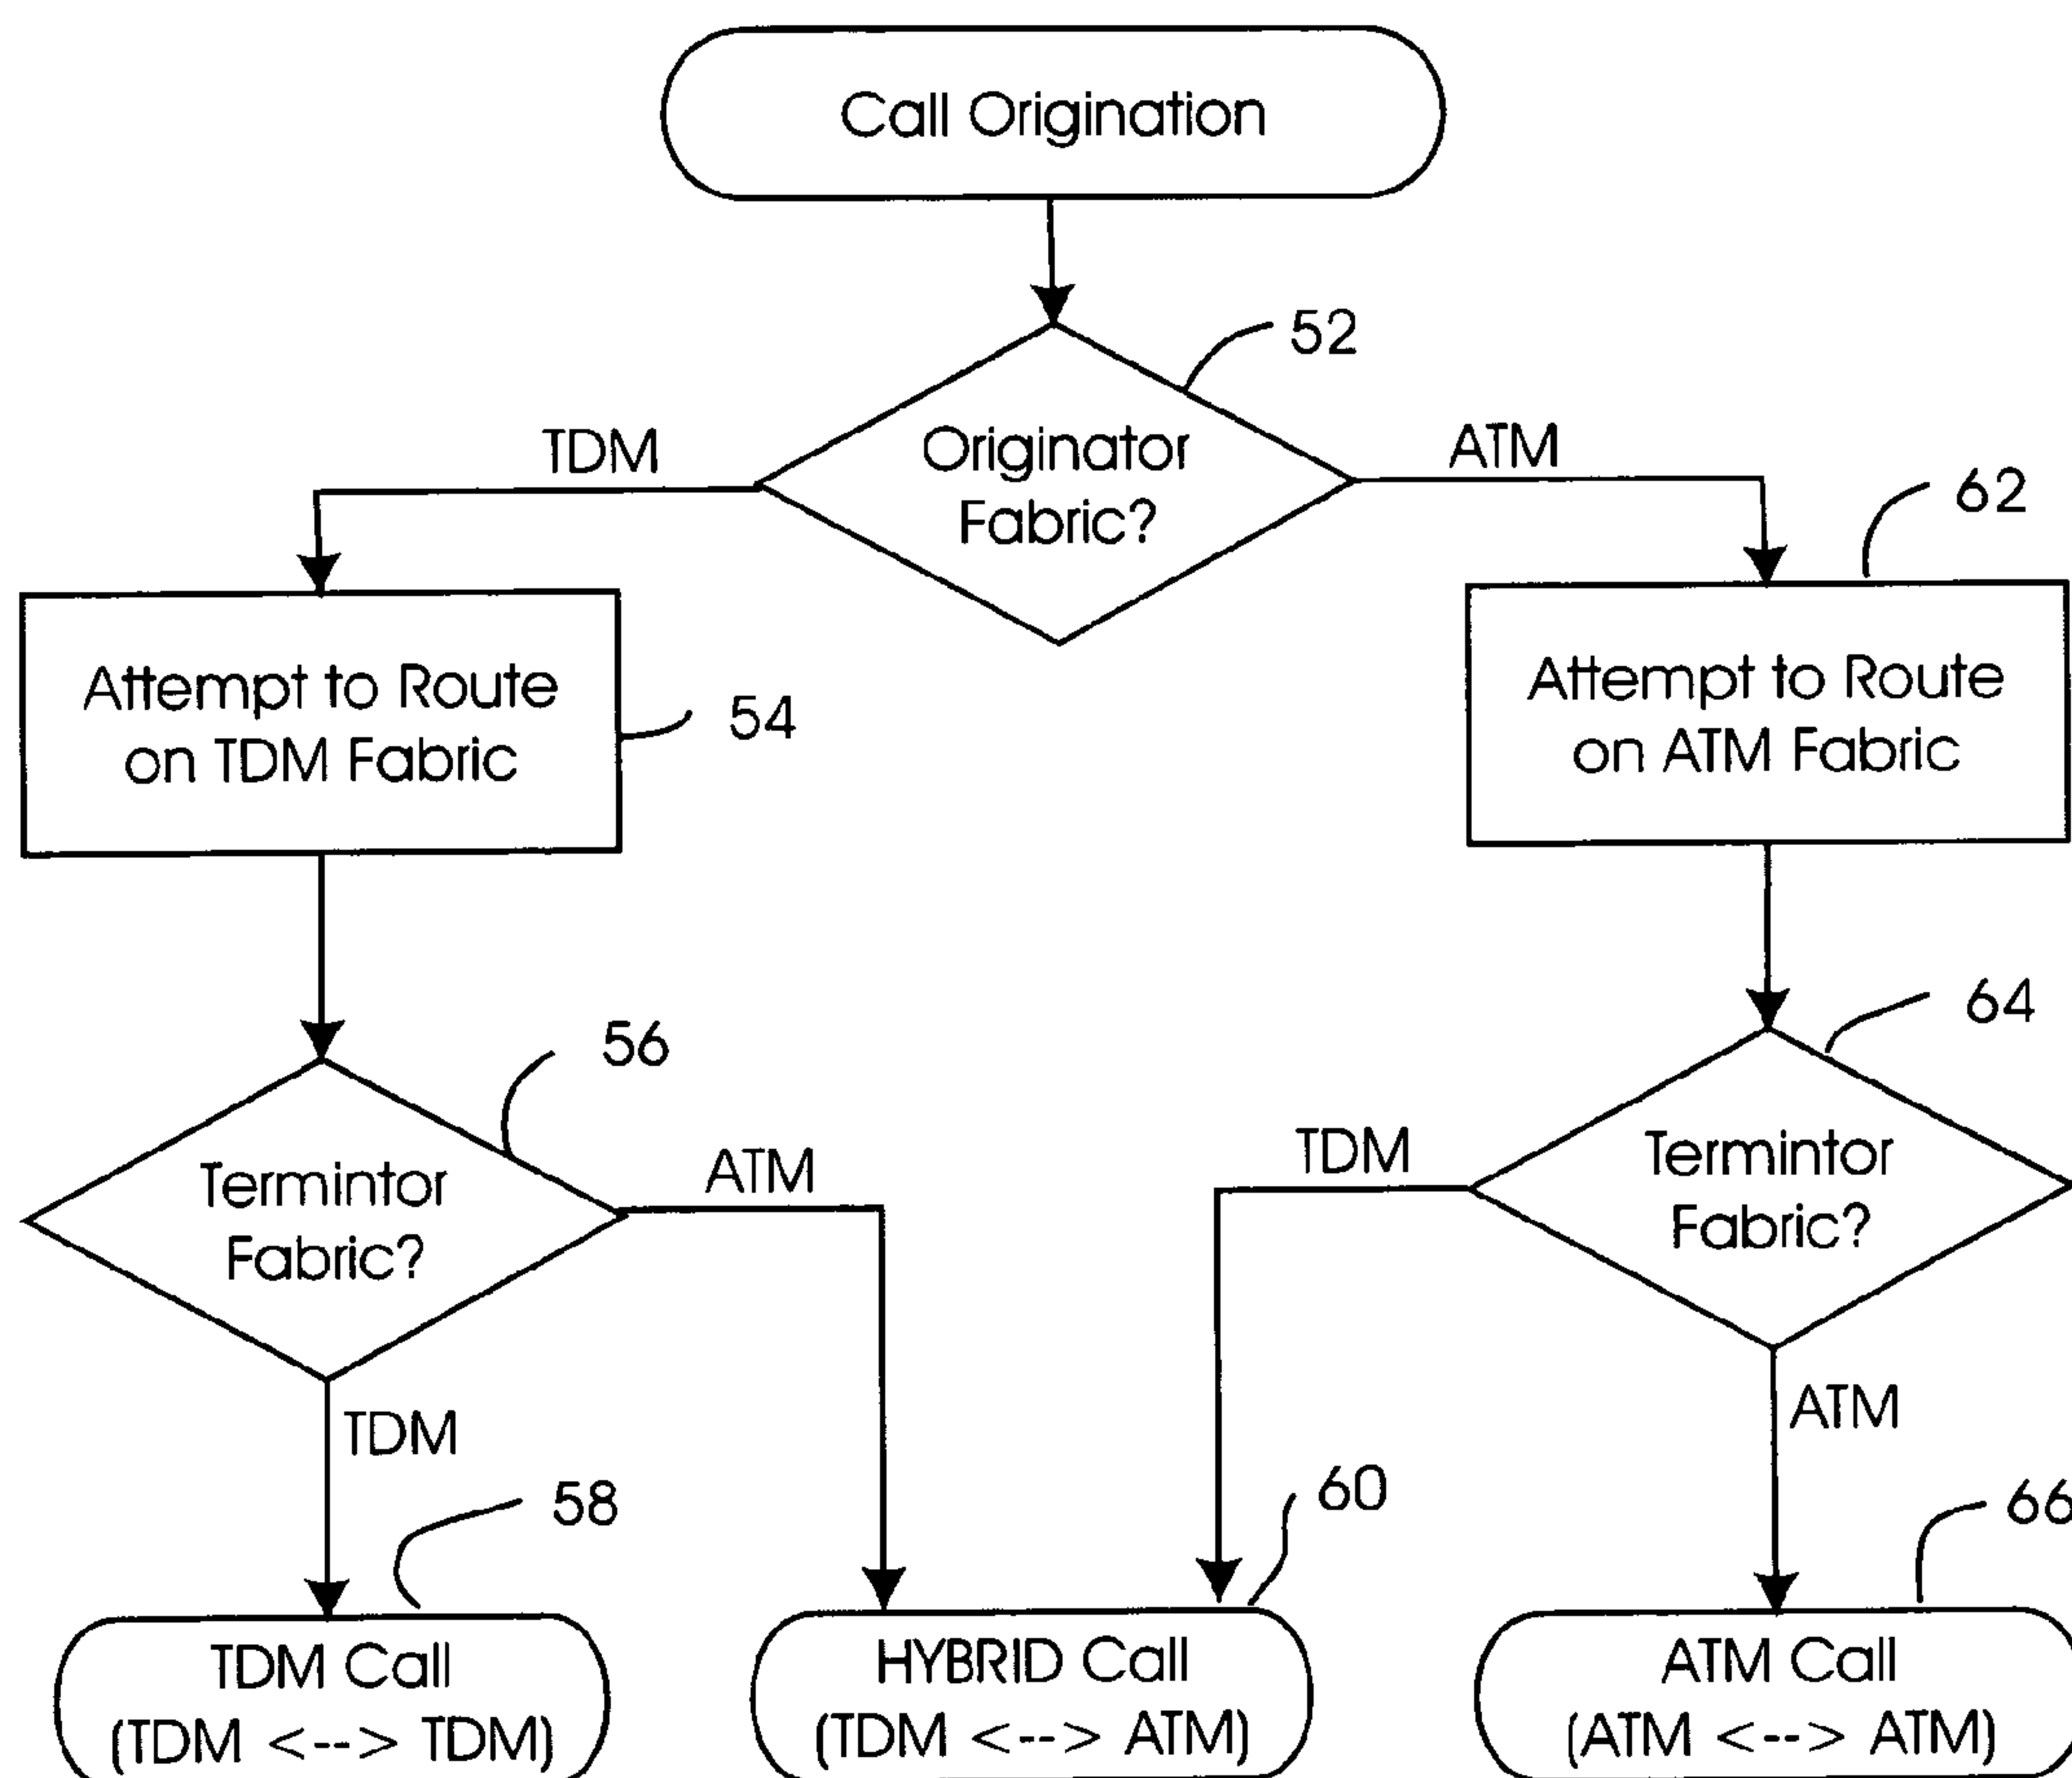 Call Origination
52
Originator
Fabric?
TDM
ATM
62
Attempt to Route
on TDM Fabric
54
Attempt to Route
on ATM Fabric
56
64
Termintor
Fabric?
ATM
TDM
Termintor
Fabric?
TDM
ATM
58
60
66
TDM Call
(TDM <--> TDM)
HYBRID Call
(TDM <--> ATM)
ATM Call
(ATM <--> ATM)